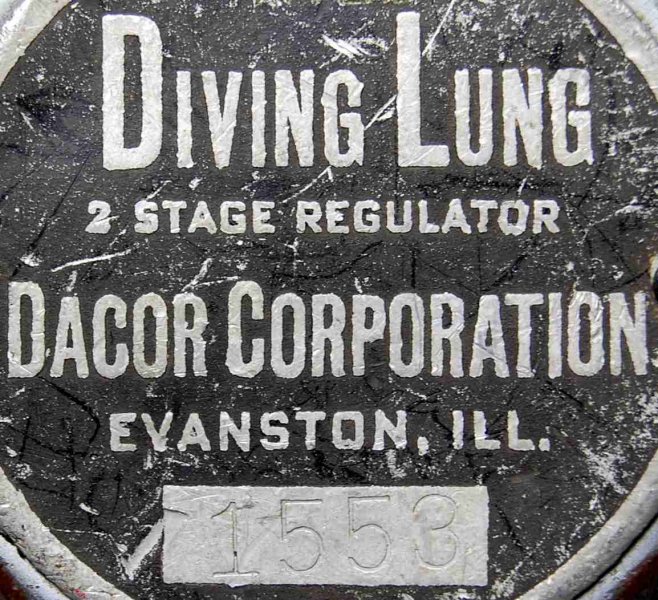 DIVING LUNG
2 STAGE REGULATOR
DACOR CORPORATION
EVANSTON, ILL.
1553